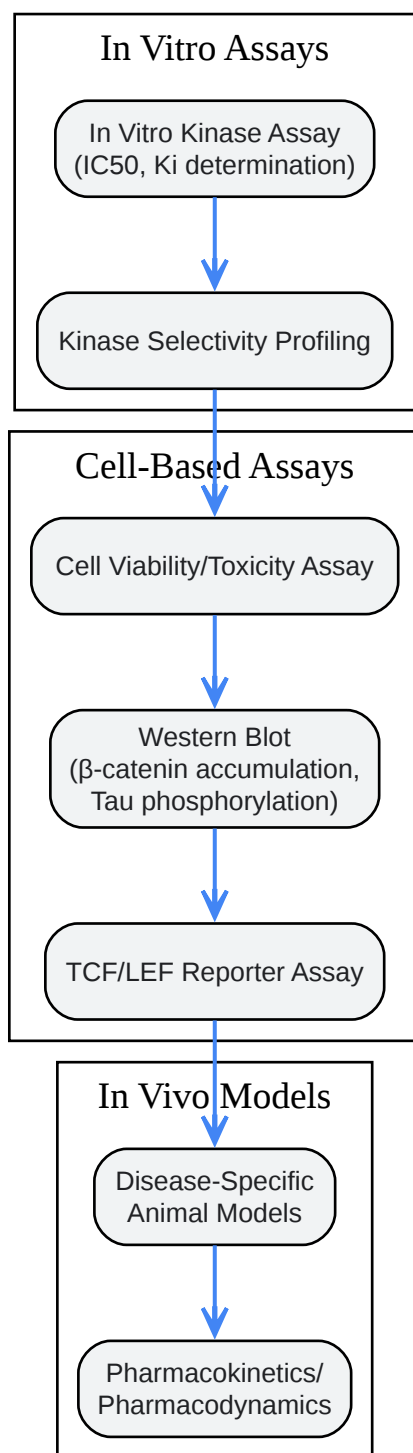 In Vitro Assays
In Vitro Kinase Assay
(IC50, Ki determination)
Kinase Selectivity Profiling
Cell-Based Assays
Cell Viability/Toxicity Assay
Western Blot
(β-catenin accumulation,
Tau phosphorylation)
TCF/LEF Reporter Assay
In Vivo Models
Disease-Specific
Animal Models
Pharmacokinetics/
Pharmacodynamics